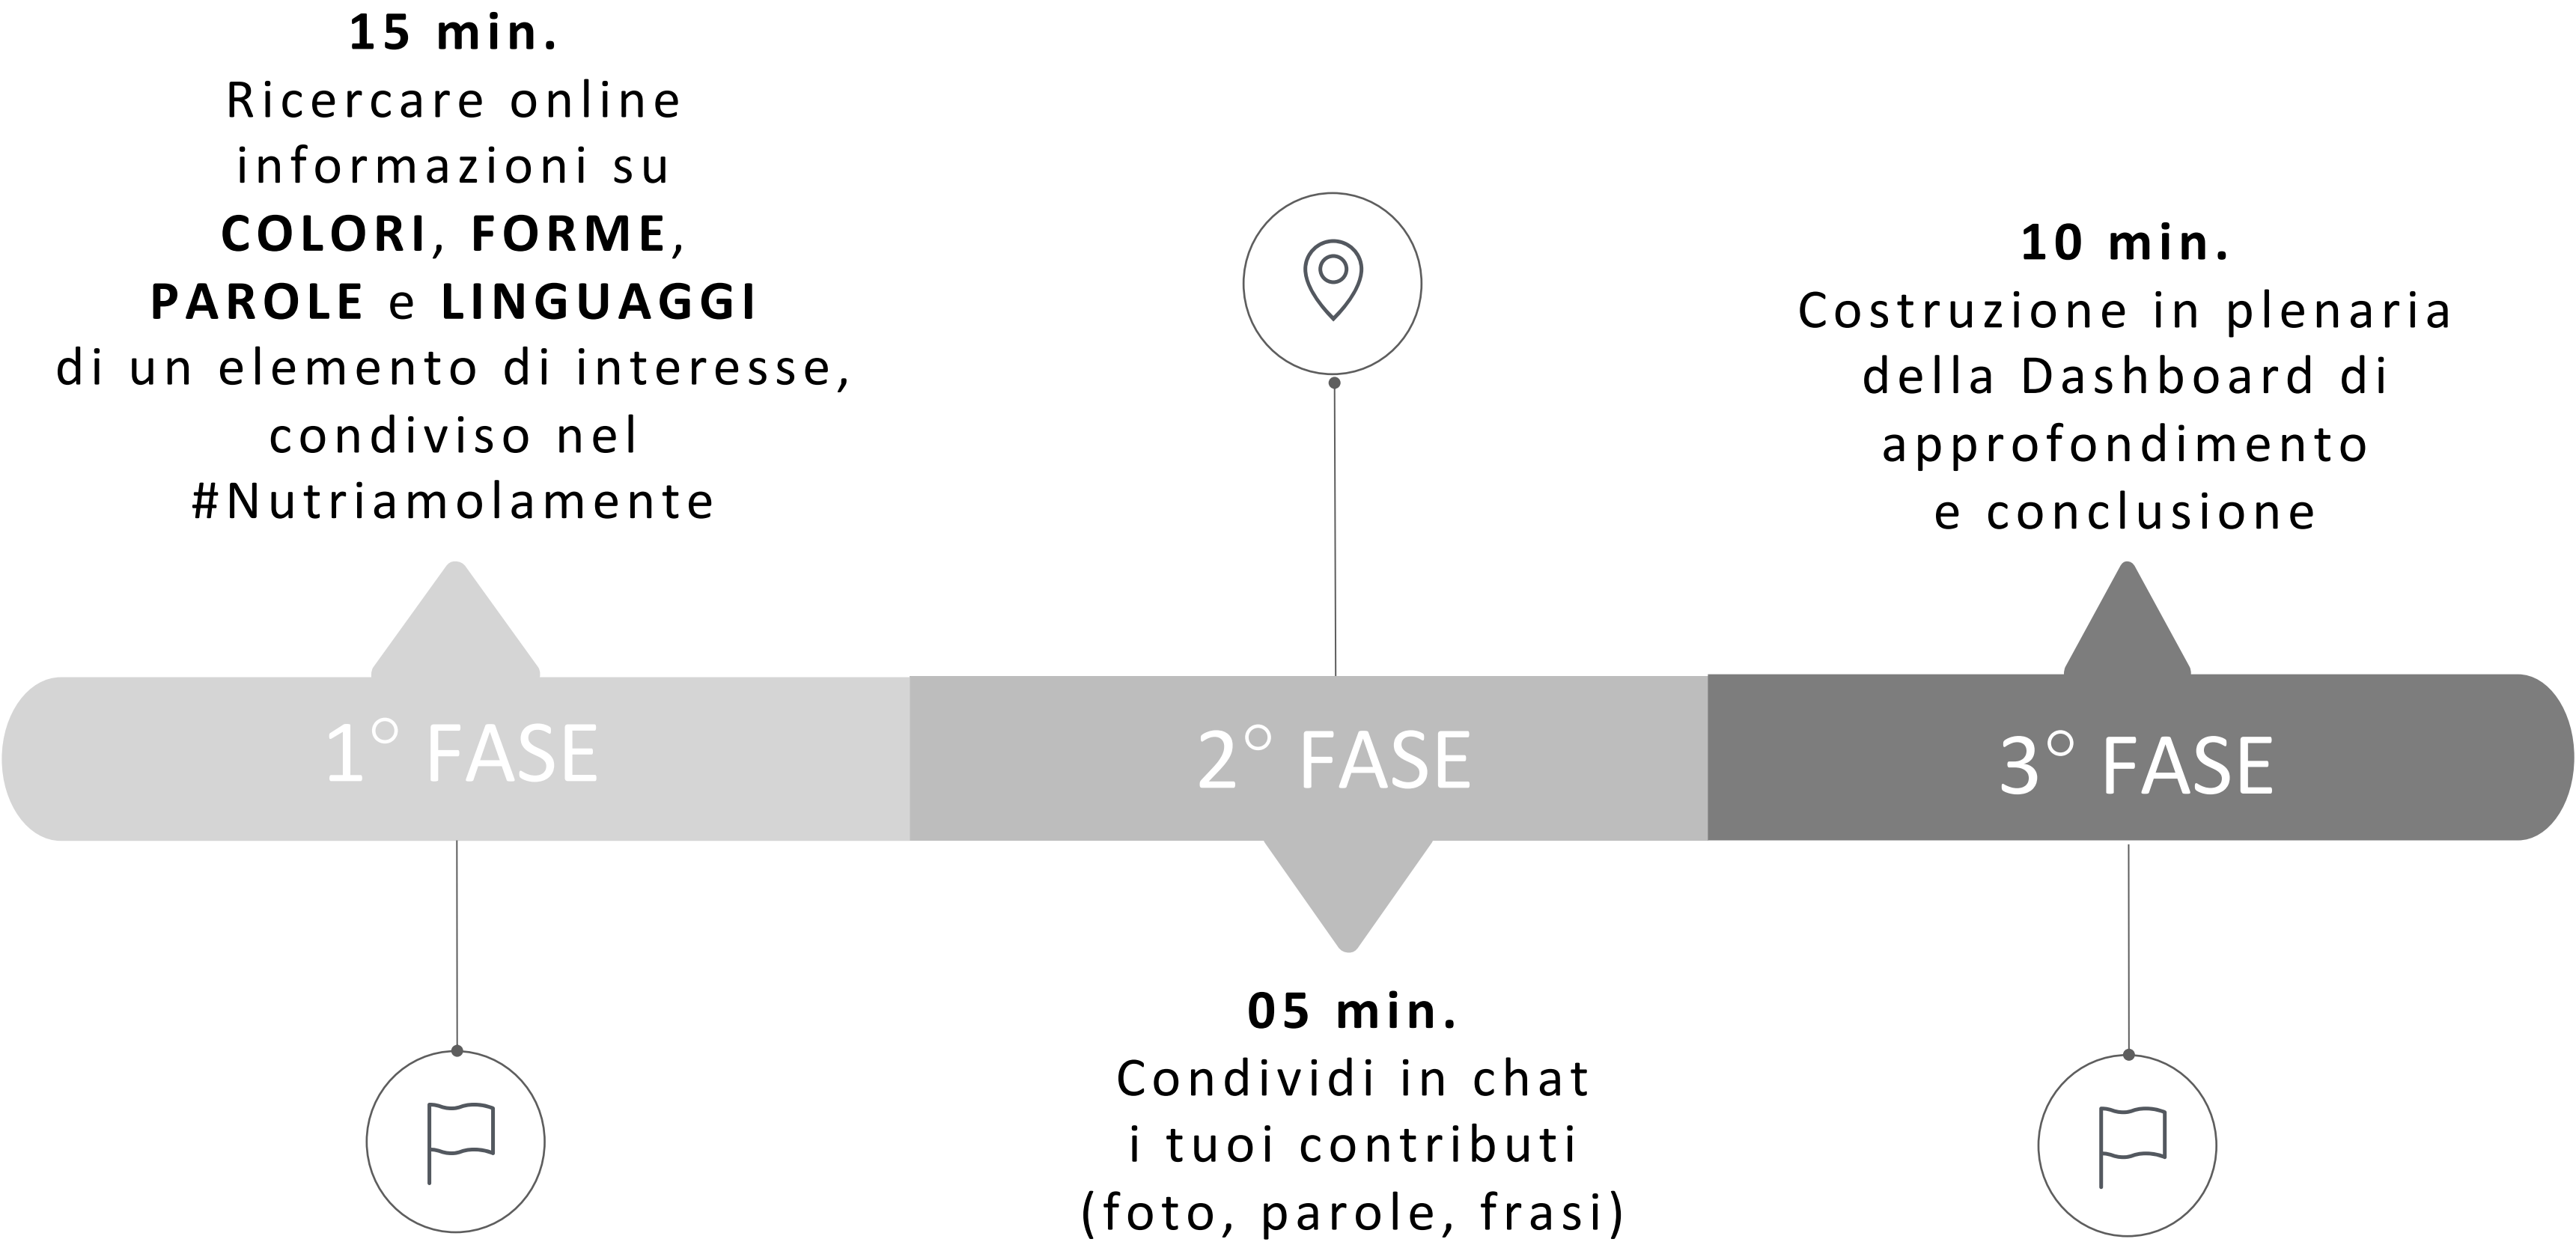 15 min.
Ricercare online
informazioni su
COLORI, FORME,
PAROLE e LINGUAGGI
di un elemento di interesse,
condiviso nel
#Nutriamolamente
10 min.
Costruzione in plenaria
della Dashboard di
approfondimento
e conclusione
1° FASE
2° FASE
3° FASE
05 min.
Condividi in chat
i tuoi contributi
(foto, parole, frasi)